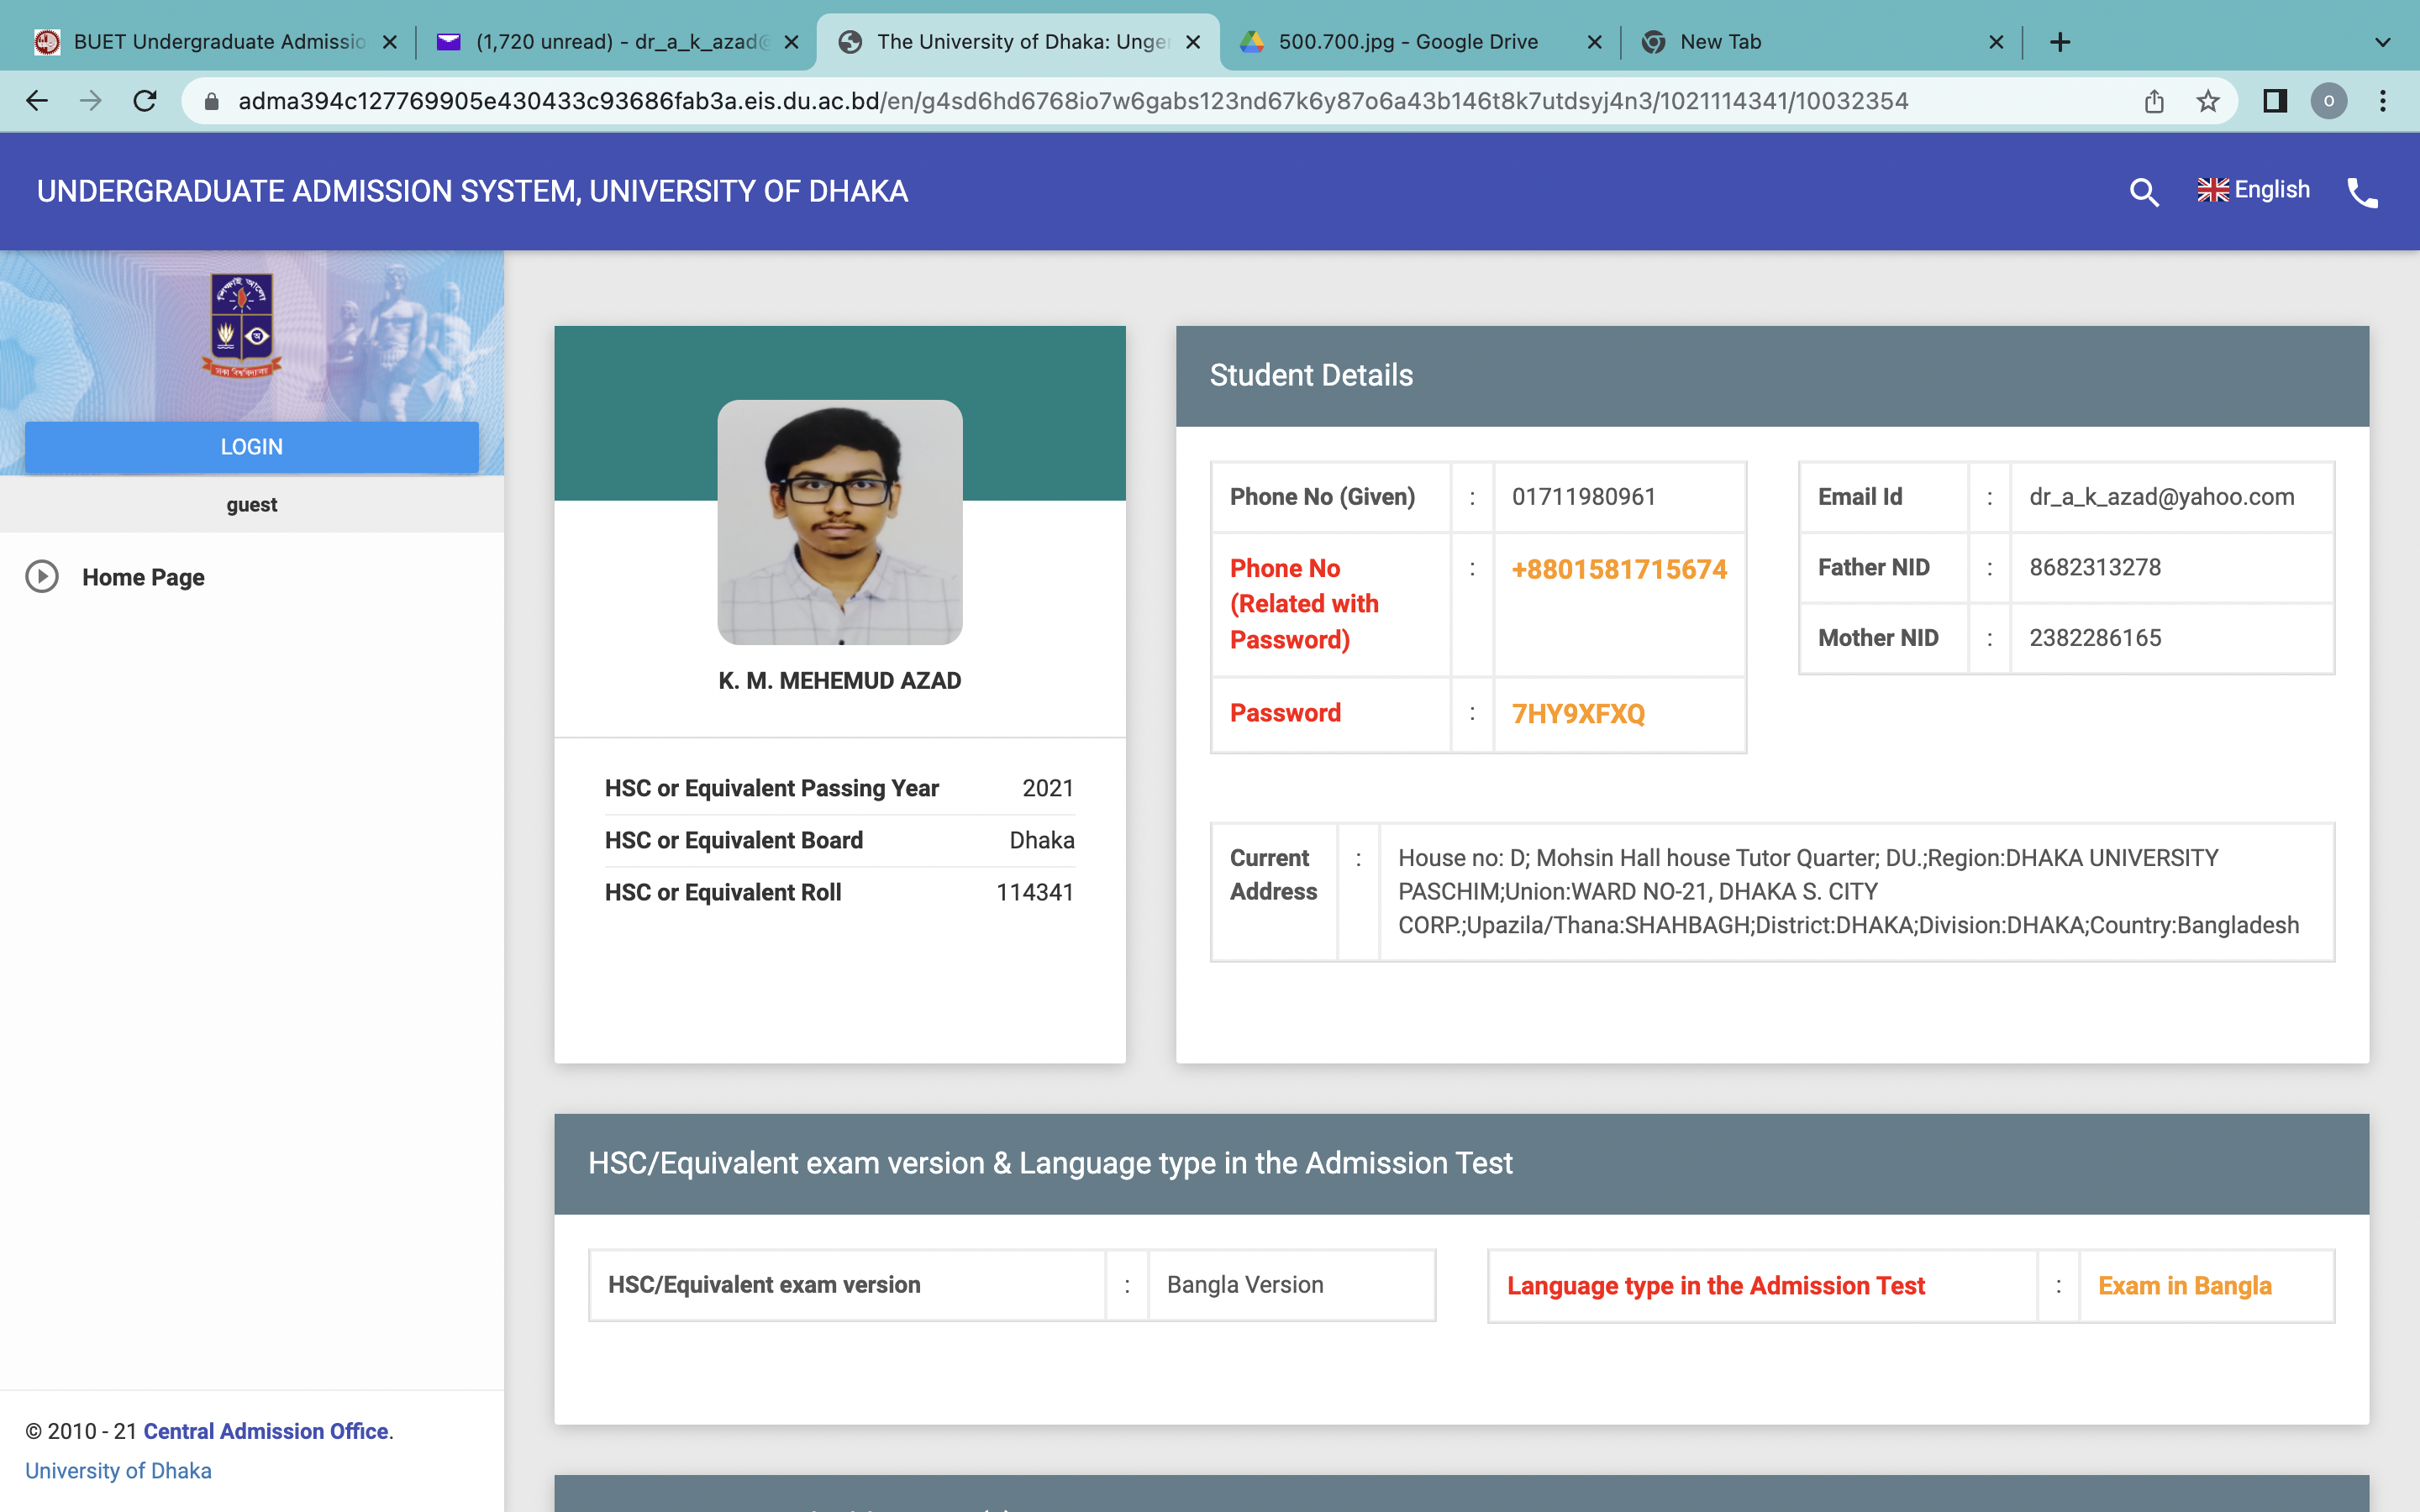 BUET Undergraduate Admissio
(1,720 unread) - dr_a_k_azad@
The University of Dhaka: Unger
500.700.jpg - Google Drive
New Tab
adma394c127769905e430433c93686fab3a.eis.du.ac.bd/en/g4sd6hd6768io7w6gabs123nd67k6y87o6a43b146t8k7utdsyj4n3/1021114341/10032354
O
UNDERGRADUATE ADMISSION SYSTEM, UNIVERSITY OF DHAKA
English
শিক্ষাই আলো
অ
ঢাকা বিশ্ববিদ্যালয়
LOGIN
guest
Home Page
K. M. MEHEMUD AZAD
HSC or Equivalent Passing Year 2021
HSC or Equivalent Board Dhaka
HSC or Equivalent Roll 114341
Student Details
Phone No (Given) : 01711980961
Phone No : +8801581715674
(Related with
Password)
Password : 7HY9XFXQ
Email Id : dr_a_k_azad@yahoo.com
Father NID : 8682313278
Mother NID : 2382286165
Current : House no: D; Mohsin Hall house Tutor Quarter; DU.;Region:DHAKA UNIVERSITY
Address PASCHIM;Union:WARD NO-21, DHAKA S. CITY
CORP.;Upazila/Thana:SHAHBAGH;District:DHAKA;Division:DHAKA;Country:Bangladesh
HSC/Equivalent exam version & Language type in the Admission Test
HSC/Equivalent exam version : Bangla Version
Language type in the Admission Test : Exam in Bangla
© 2010 - 21 Central Admission Office.
University of Dhaka